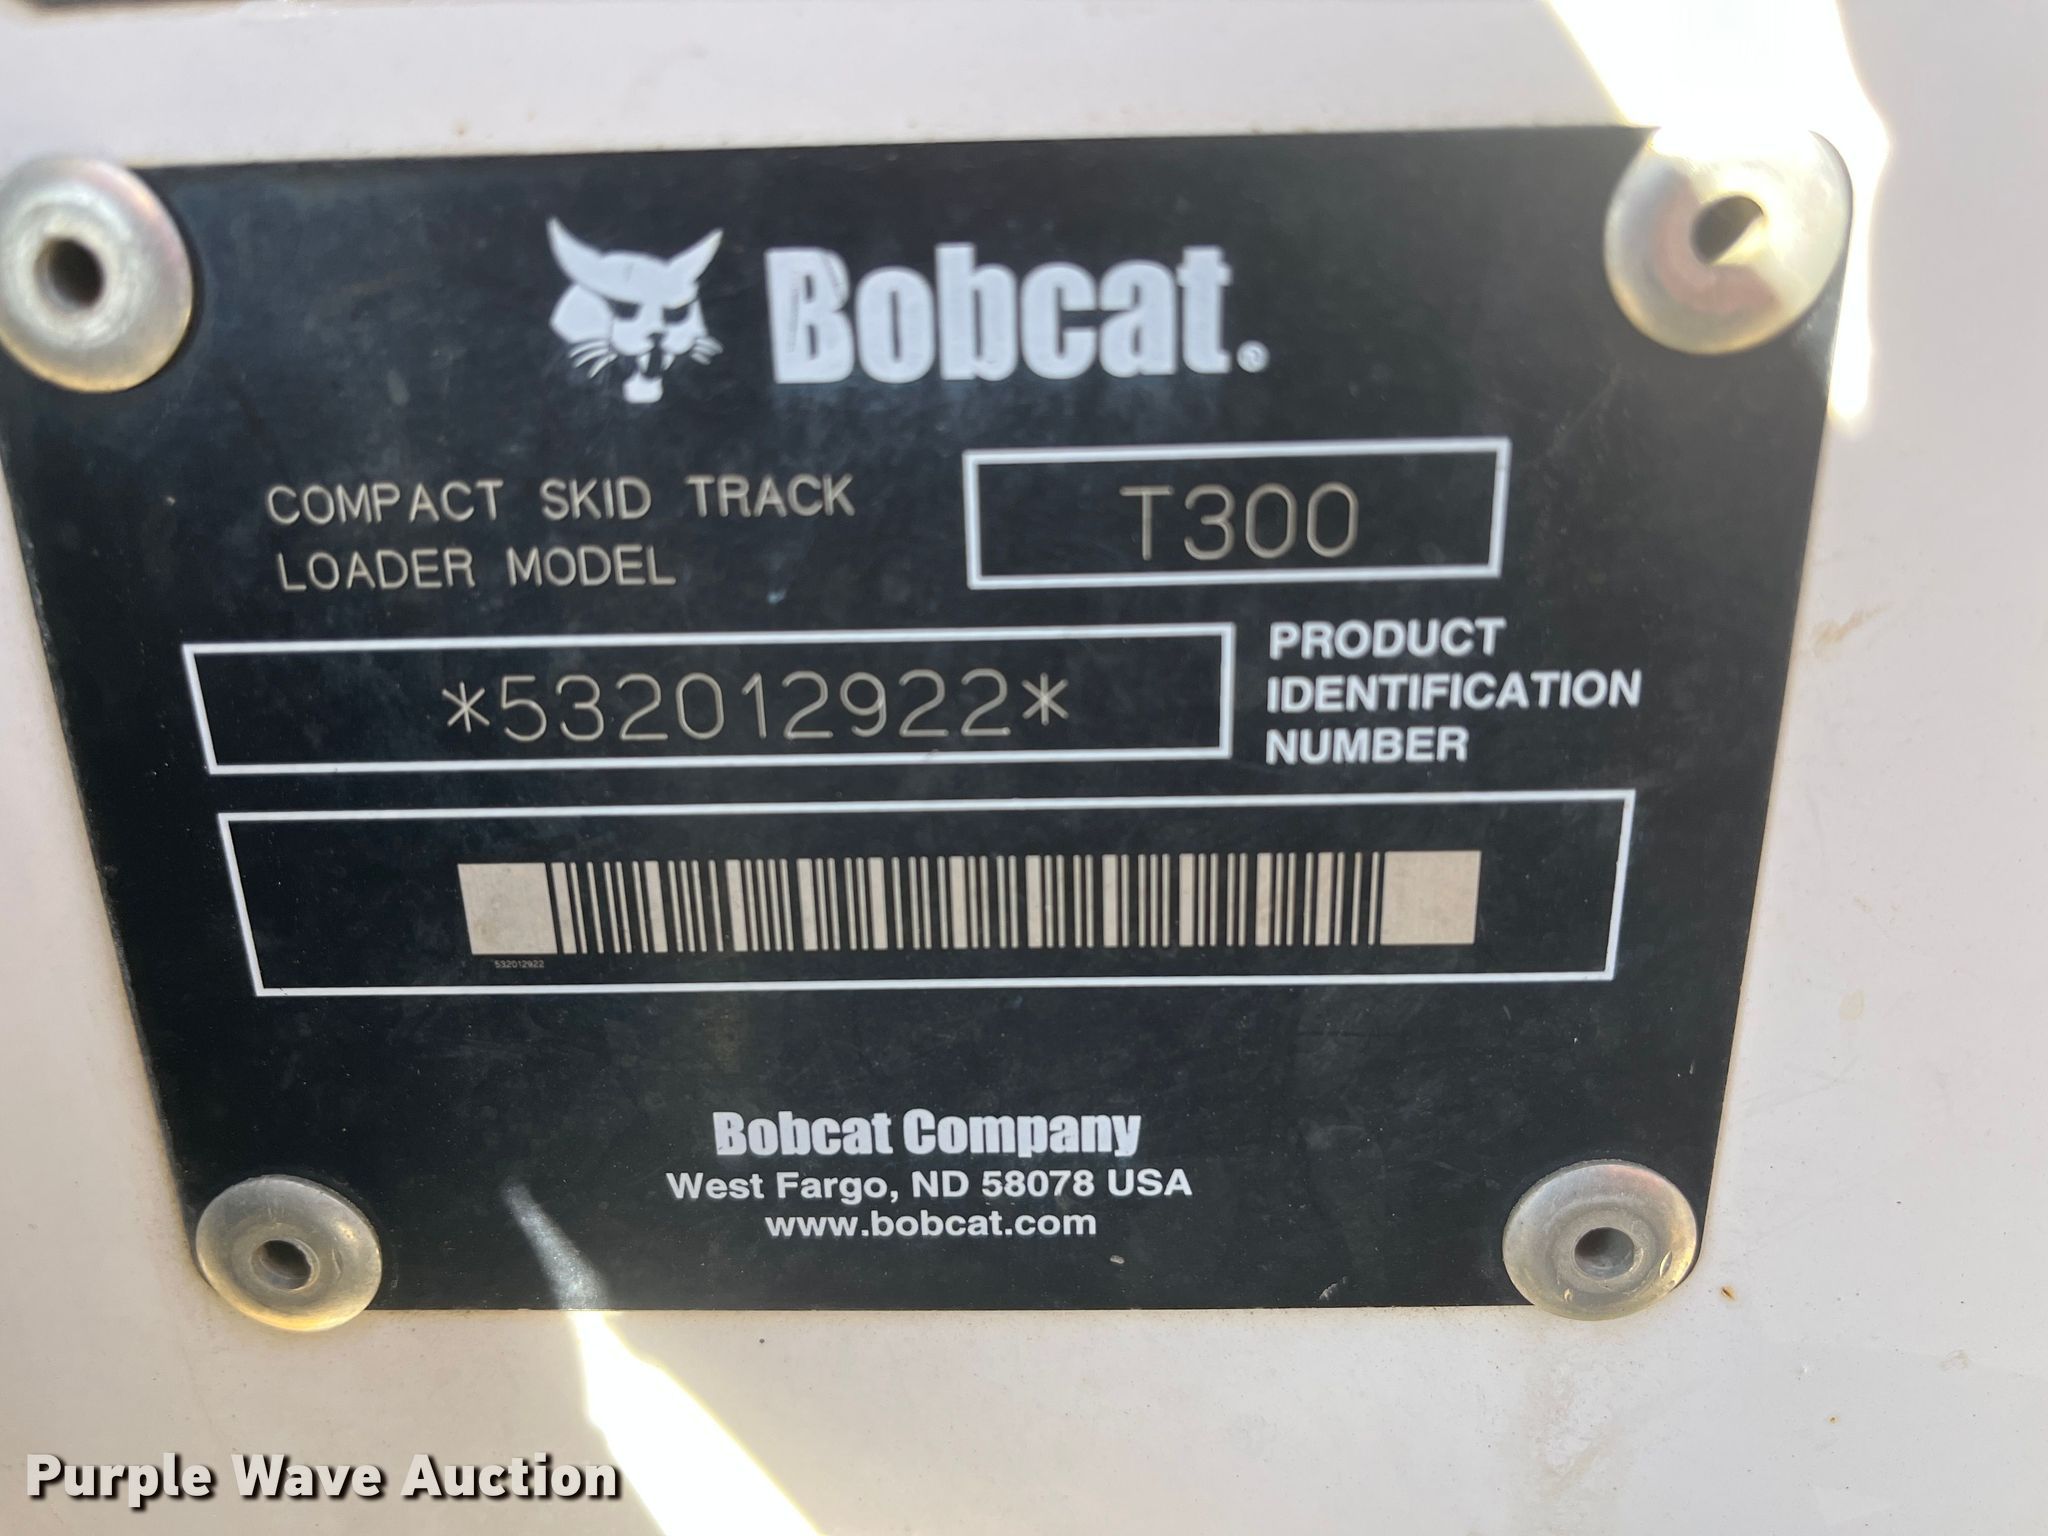 Bobcat®
COMPACT SKID TRACK
LOADER MODEL
T300
*532012922*
PRODUCT
IDENTIFICATION
NUMBER
532012922
Bobcat Company
West Fargo, ND 58078 USA
www.bobcat.com
Purple Wave Auction